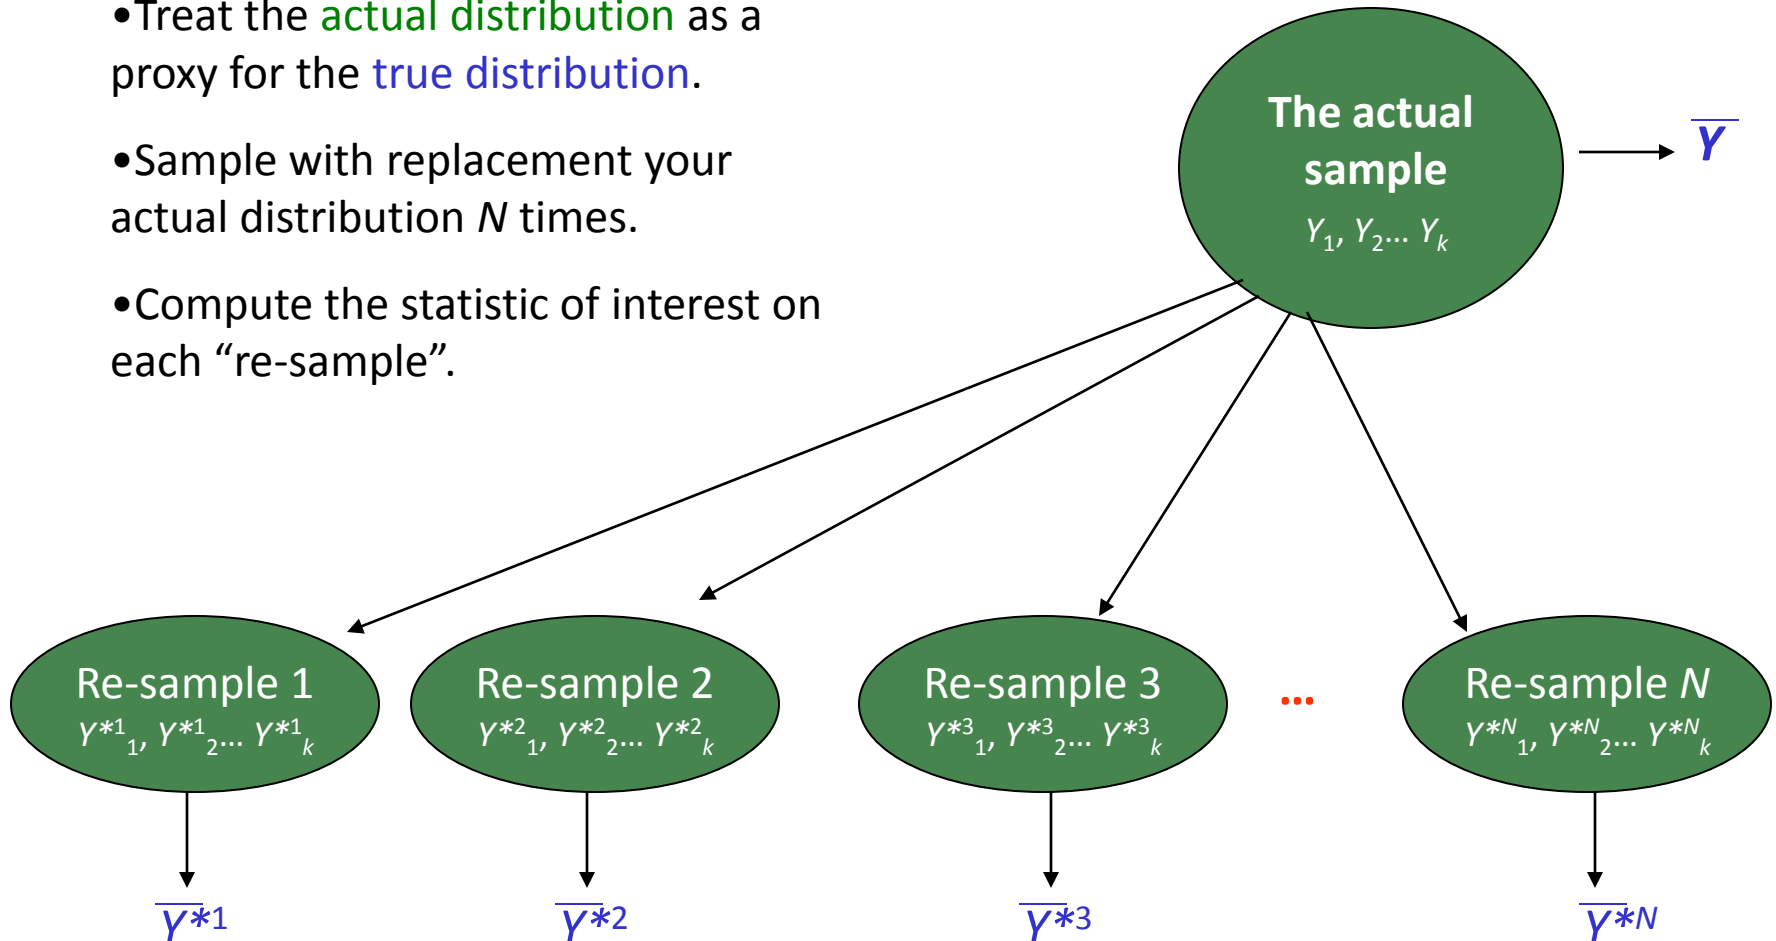 •Treat the actual distribution as a
proxy for the true distribution.
•Sample with replacement your
actual distribution N times.
•Compute the statistic of interest on
each “re-sample”.
The actual
sample
Y₁, Y₂... Yₖ
Y̅
Re-sample 1
Y*¹₁, Y*¹₂... Y*¹ₖ
Re-sample 2
Y*²₁, Y*²₂... Y*²ₖ
Re-sample 3
Y*³₁, Y*³₂... Y*³ₖ
...
Re-sample N
Y*ᴺ₁, Y*ᴺ₂... Y*ᴺₖ
Y̅*¹
Y̅*²
Y̅*³
Y̅*ᴺ